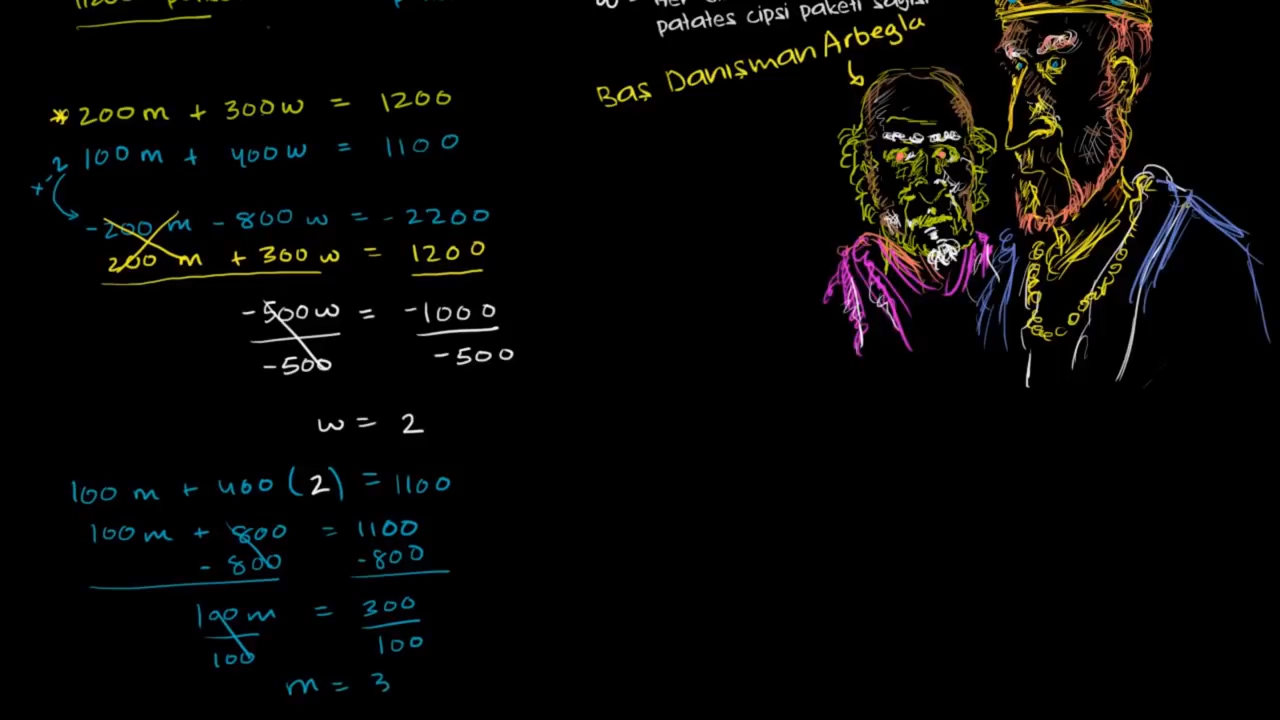 patates cipsi paketi sayısı
Baş Danışman Arbegla
* 200m + 300w = 1200
100m + 400w = 1100
x -2
-200m - 800w = -2200
200m + 300w = 1200
-500w = -1000
-500 -500
w = 2
100m + 400(2) = 1100
100m + 800 = 1100
- 800 -800
100m = 300
100 100
m = 3